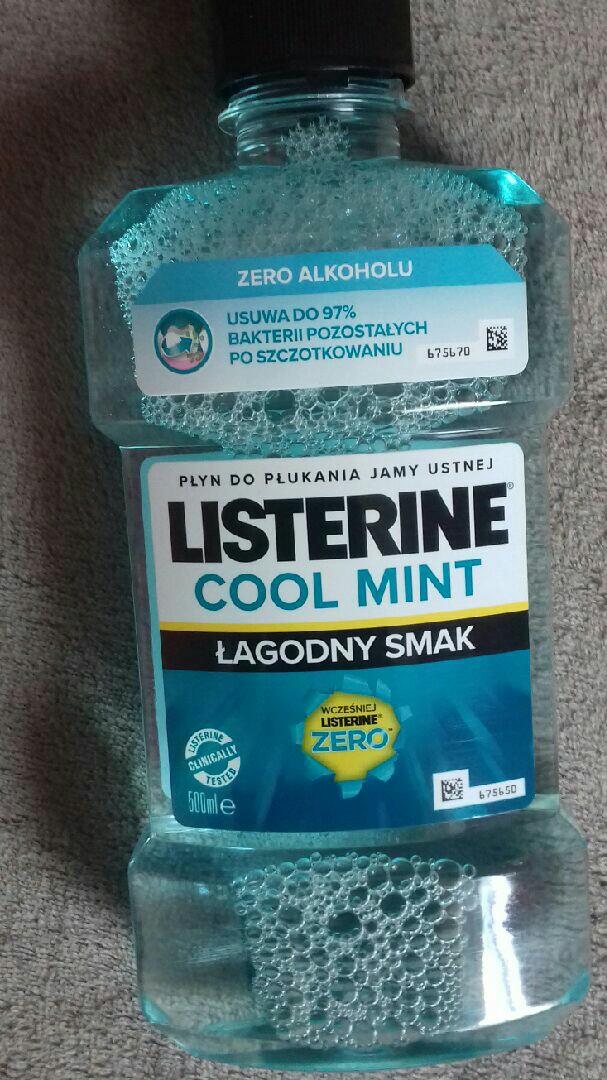 ZERO ALKOHOLU
USUWA DO 97%
BAKTERII POZOSTAŁYCH
PO SZCZOTKOWANIU
675670
PŁYN DO PŁUKANIA JAMY USTNEJ
LISTERINE®
COOL MINT
ŁAGODNY SMAK
WCZEŚNIEJ
LISTERINE®
ZERO™
LISTERINE
CLINICALLY
TESTED
500ml e
675650